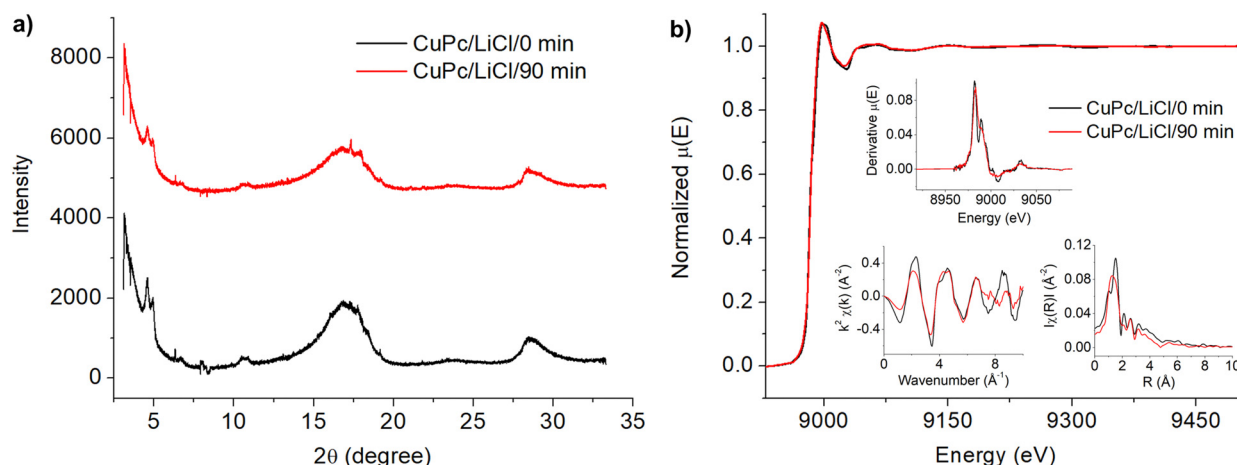 a)
CuPc/LiCl/0 min
CuPc/LiCl/90 min
Intensity
8000
6000
4000
2000
0
5 10 15 20 25 30 35
2θ (degree)
b)
Normalized μ(E)
1.0
0.8
0.6
0.4
0.2
0.0
9000 9150 9300 9450
Energy (eV)
CuPc/LiCl/0 min
CuPc/LiCl/90 min
Derivative μ(E)
0.08
0.04
0.00
8950 9000 9050
Energy (eV)
k² χ(k) (Å⁻²)
0.4
0.0
-0.4
0 4 8
Wavenumber (Å⁻¹)
Iχ(R)I (Å⁻²)
0.12
0.08
0.04
0.00
0 2 4 6 8 10
R (Å)